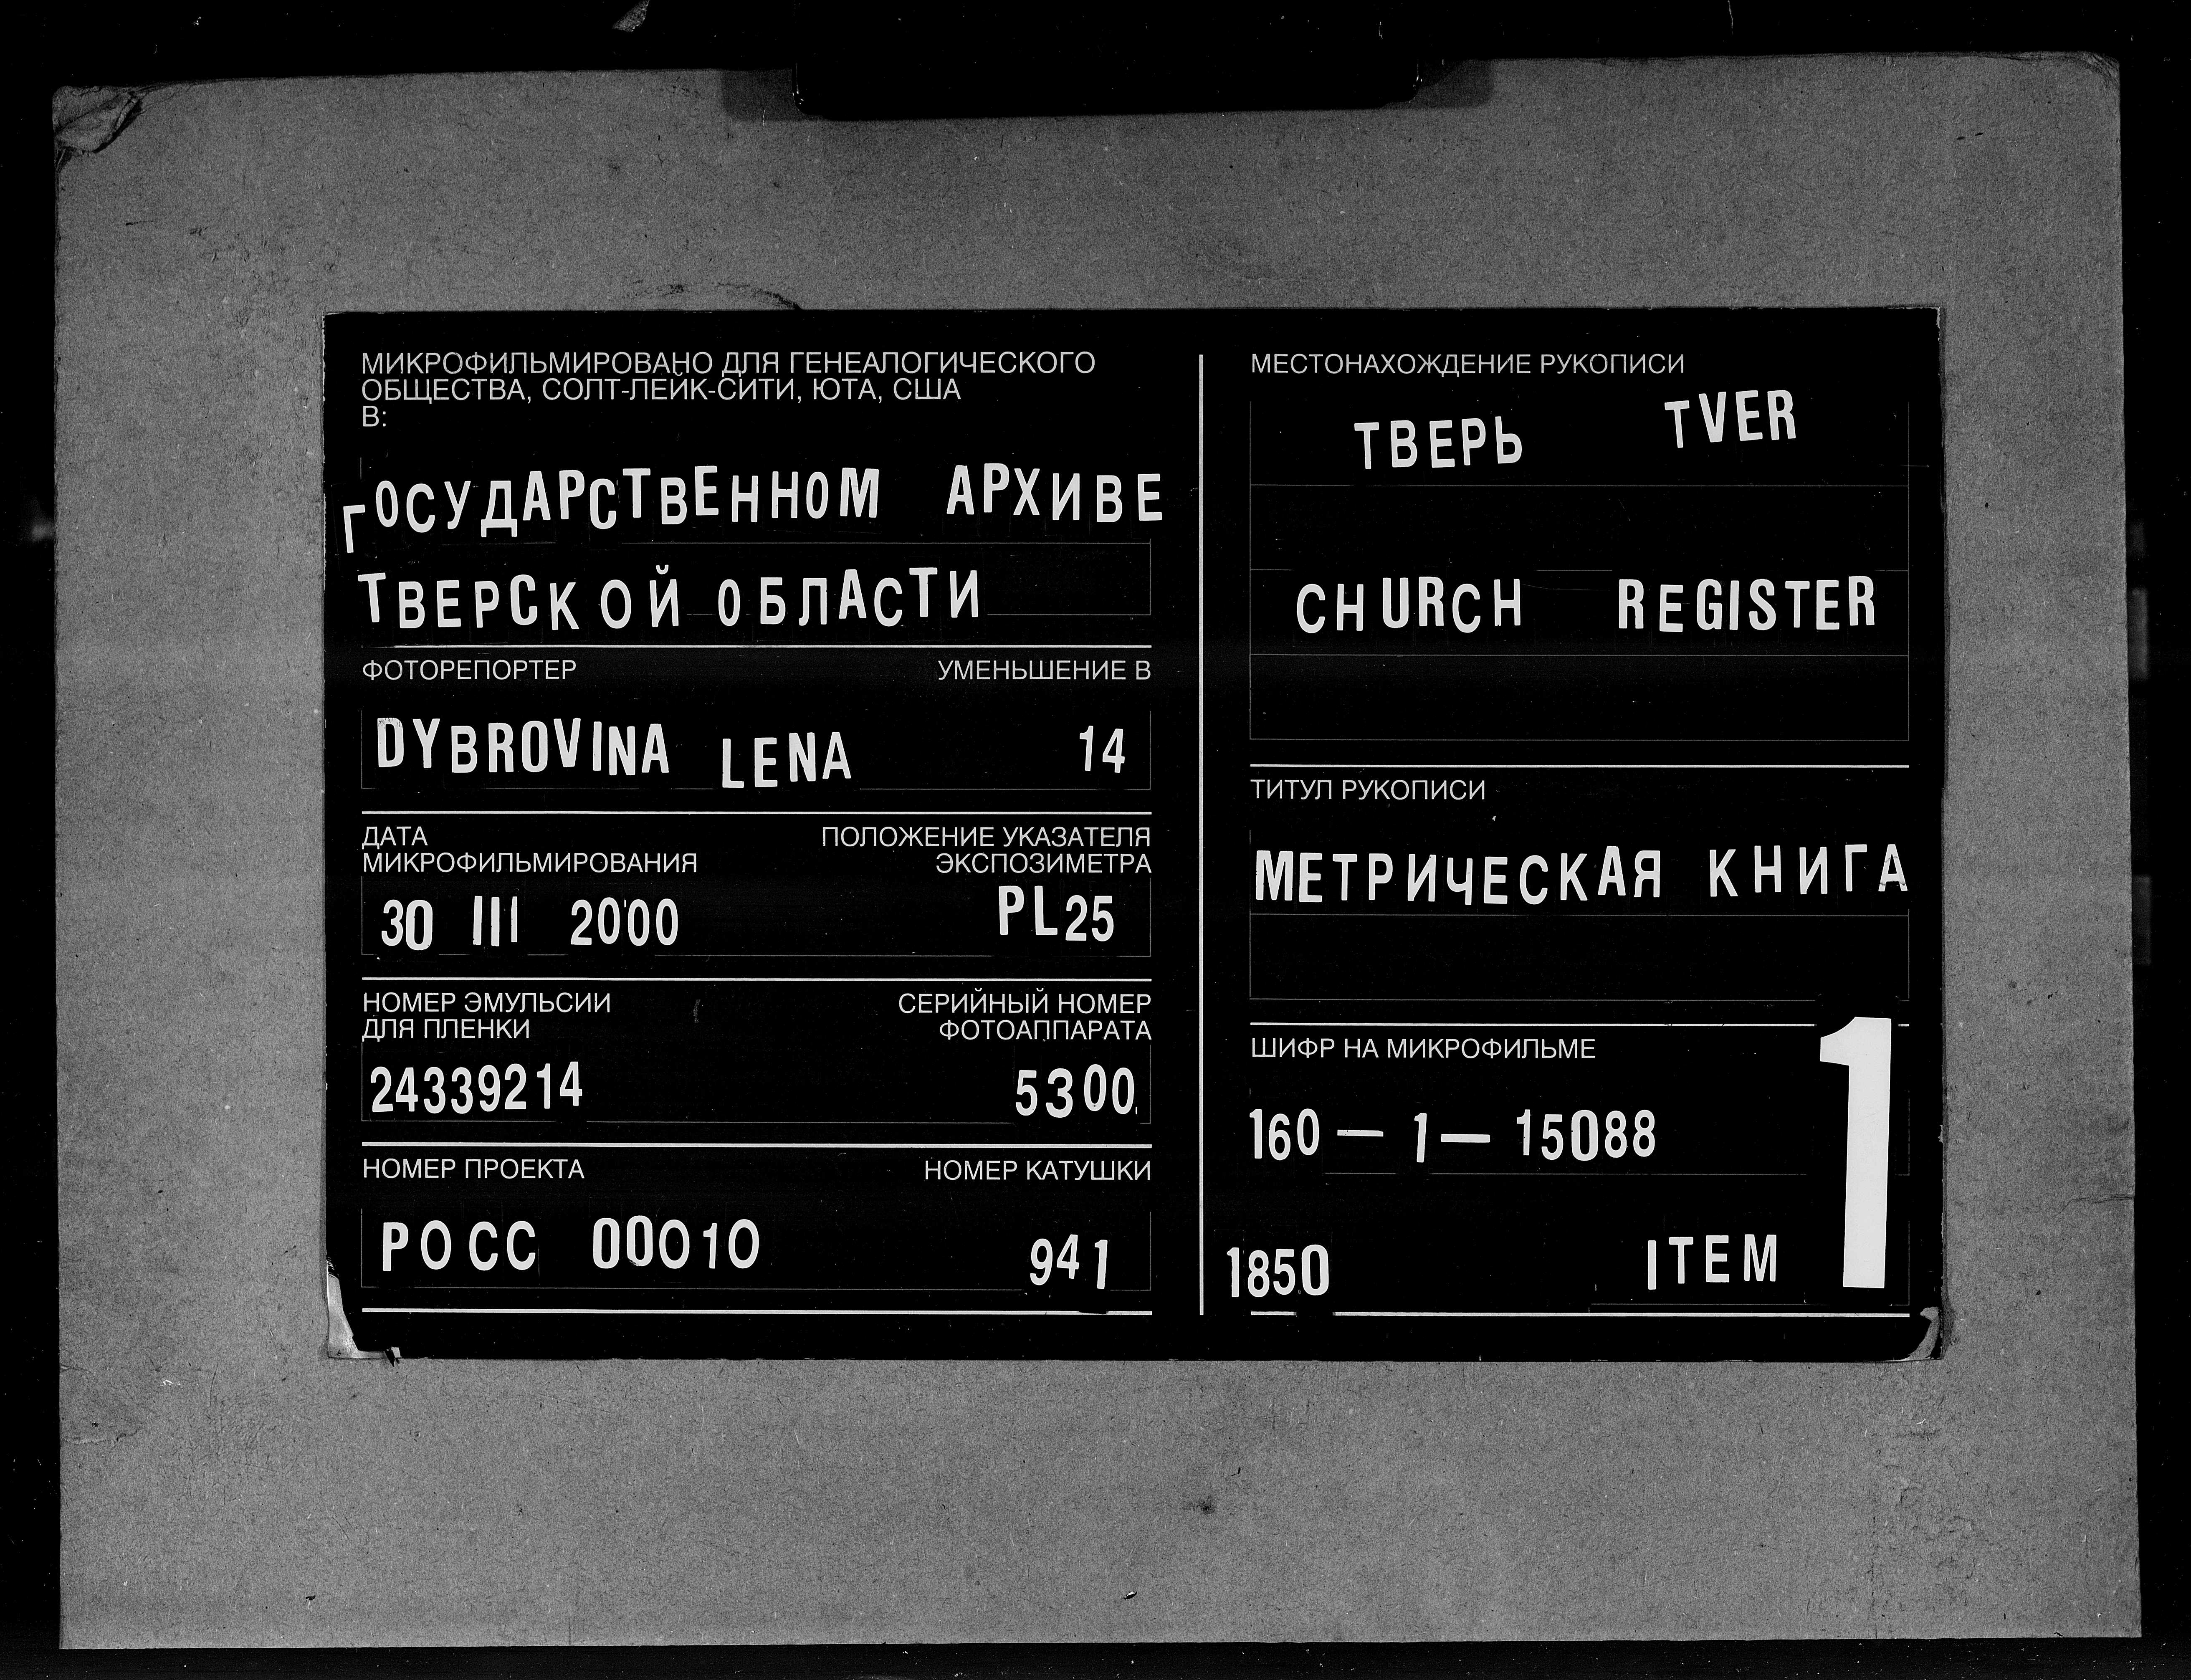 МИКРОФИЛЬМИРОВАНО ДЛЯ ГЕНЕАЛОГИЧЕСКОГО
ОБЩЕСТВА, СОЛТ-ЛЕЙК-СИТИ, ЮТА, США
В:
ГОСУДАРСТВЕННОМ АРХИВЕ
ТВЕРСКОЙ ОБЛАСТИ
ФОТОРЕПОРТЕР УМЕНЬШЕНИЕ В
DYBROVINA LENA 14
ДАТА ПОЛОЖЕНИЕ УКАЗАТЕЛЯ
МИКРОФИЛЬМИРОВАНИЯ ЭКСПОЗИМЕТРА
30 III 2000 PL25
НОМЕР ЭМУЛЬСИИ СЕРИЙНЫЙ НОМЕР
ДЛЯ ПЛЕНКИ ФОТОАППАРАТА
24339214 5300.
НОМЕР ПРОЕКТА НОМЕР КАТУШКИ
РОСС 00010 941
МЕСТОНАХОЖДЕНИЕ РУКОПИСИ
ТВЕРЬ TVER
CHURCH REGISTER
ТИТУЛ РУКОПИСИ
МЕТРИЧЕСКАЯ КНИГА
ШИФР НА МИКРОФИЛЬМЕ
160 — 1 — 15088
1850 ITEM 1